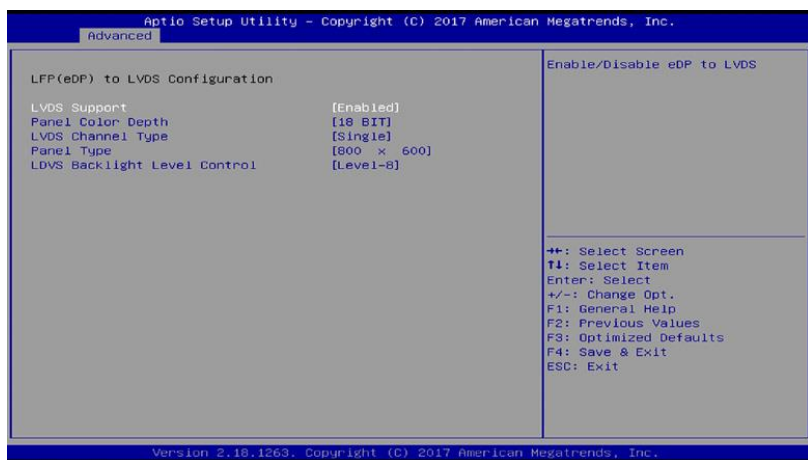 Aptio Setup Utility - Copyright (C) 2017 American Megatrends, Inc.
Advanced
LFP(eDP) to LVDS Configuration
LVDS Support [Enabled]
Panel Color Depth [18 BIT]
LVDS Channel Type [Single]
Panel Type [800 x 600]
LDVS Backlight Level Control [Level-8]
Enable/Disable eDP to LVDS
→←: Select Screen
↑↓: Select Item
Enter: Select
+/-: Change Opt.
F1: General Help
F2: Previous Values
F3: Optimized Defaults
F4: Save & Exit
ESC: Exit
Version 2.18.1263. Copyright (C) 2017 American Megatrends, Inc.